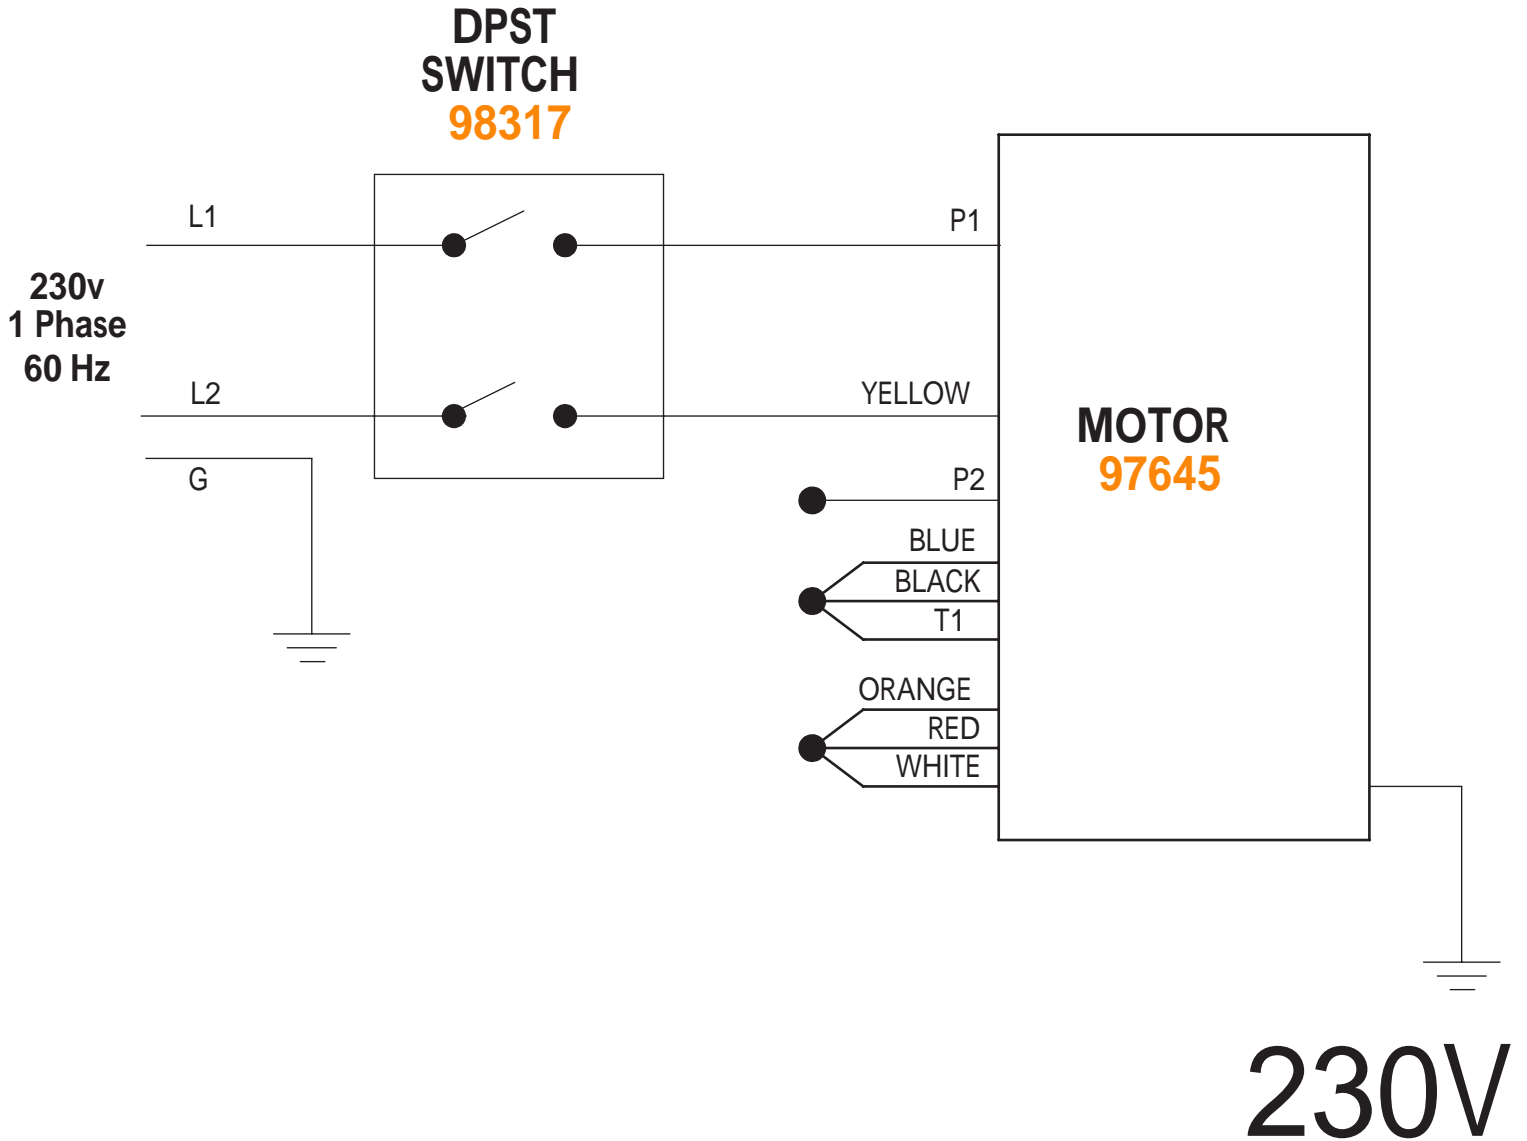 DPST
SWITCH
98317
L1
P1
230v
1 Phase
60 Hz
L2
YELLOW
MOTOR
97645
G
P2
BLUE
BLACK
T1
ORANGE
RED
WHITE
230V